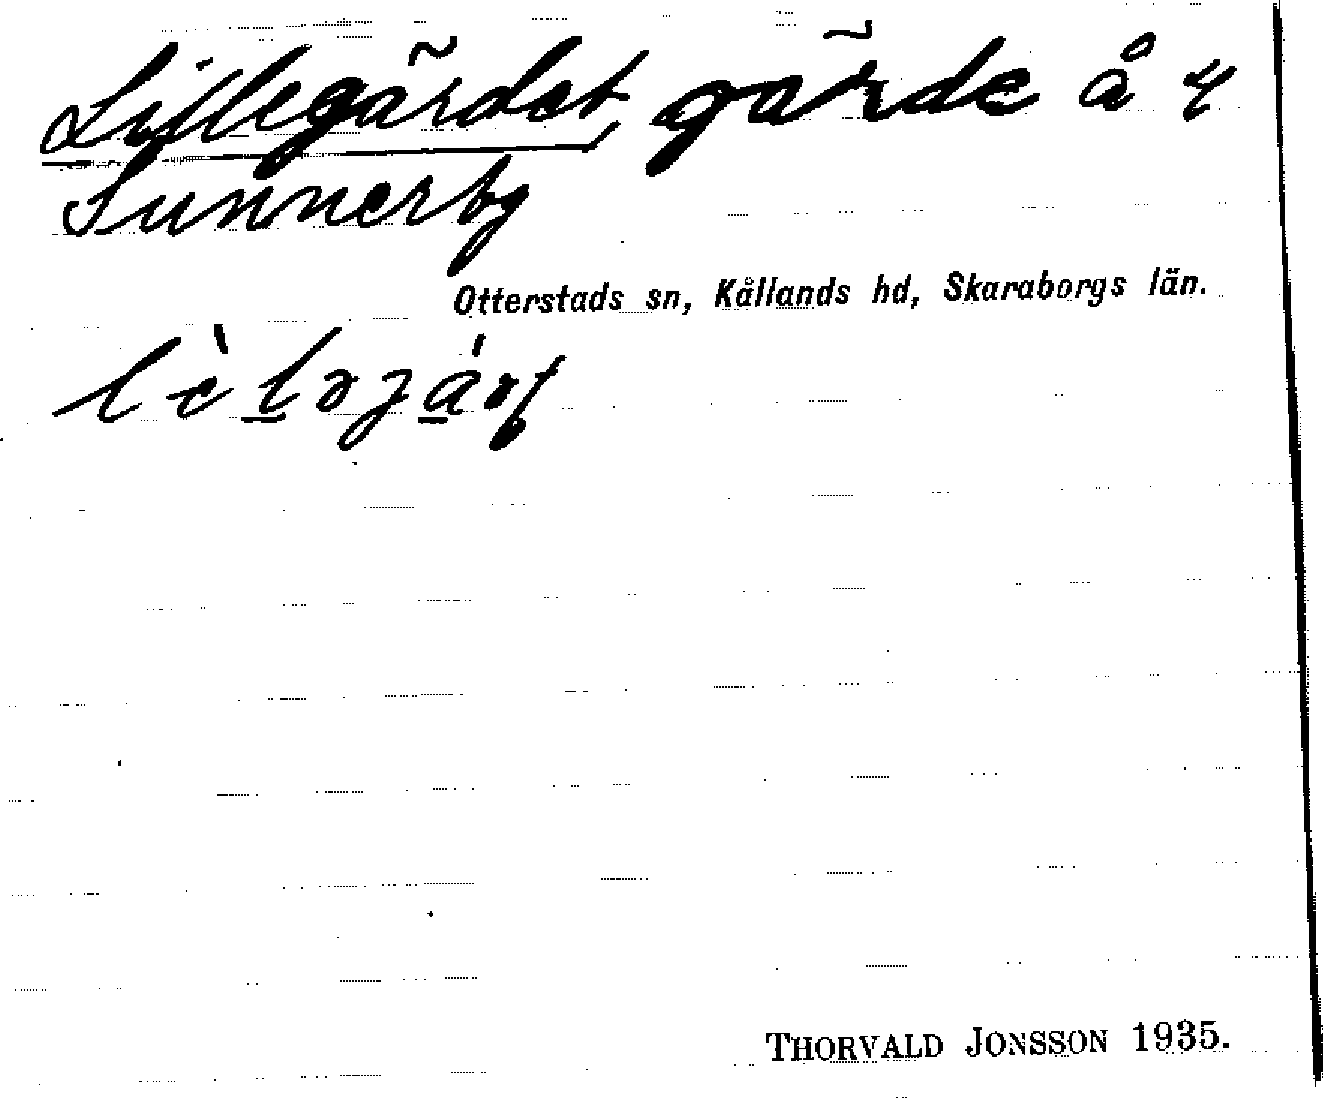 Lillegärdet, gärde å 4
Sunnerby
Otterstads sn, Kållands hd, Skaraborgs län.
THORVALD JONSSON 1935.